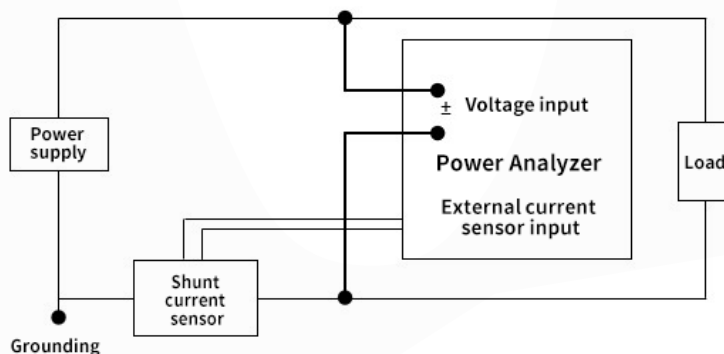 ± Voltage input
Power
supply
Power Analyzer
Load
External current
sensor input
Shunt
current
sensor
Grounding